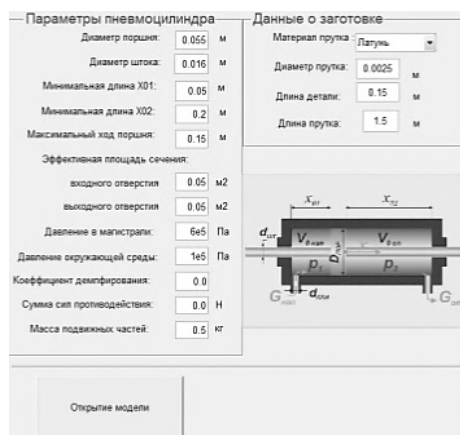 Параметры пневмоцилиндра
Диаметр поршня: 0.055 м
Диаметр штока: 0.016 м
Минимальная длина X01: 0.05 м
Минимальная длина X02: 0.2 м
Максимальный ход поршня: 0.15 м
Эффективная площадь сечения:
входного отверстия 0.05 м2
выходного отверстия 0.05 м2
Давление в магистрали: 6e5 Па
Давление окружающей среды: 1e5 Па
Коэффициент демпфирования: 0.0
Сумма сил противодействия: 0.0 Н
Масса подвижных частей: 0.5 кг
Данные о заготовке
Материал прутка : Латунь
Диаметр прутка: 0.0025 м
Длина детали: 0.15 м
Длина прутка: 1.5 м
p₁ p₂
Открытие модели